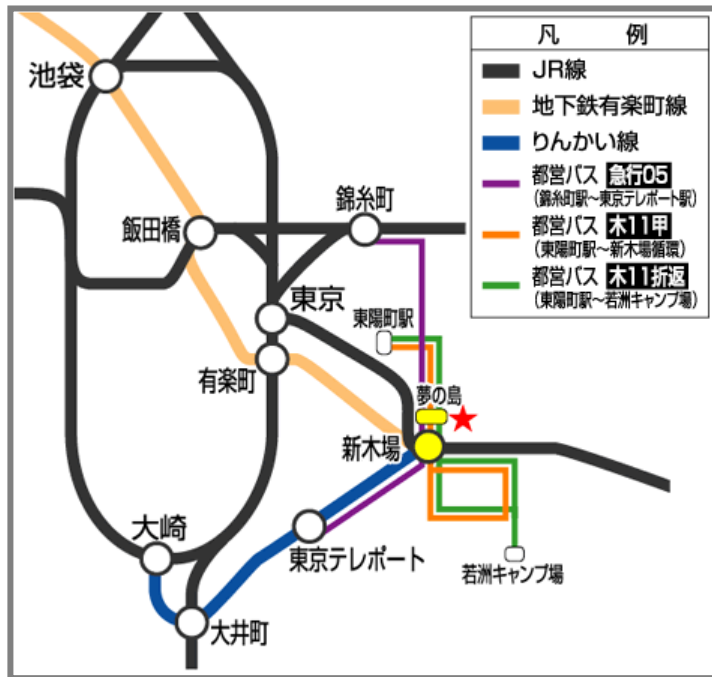 凡 例
JR線
地下鉄有楽町線
りんかい線
都営バス 急行05
(錦糸町駅～東京テレポート駅)
都営バス 木11甲
(東陽町駅～新木場循環)
都営バス 木11折返
(東陽町駅～若洲キャンプ場)
池袋
飯田橋
錦糸町
東京
東陽町駅
有楽町
夢の島
新木場
大崎
東京テレポート
若洲キャンプ場
大井町